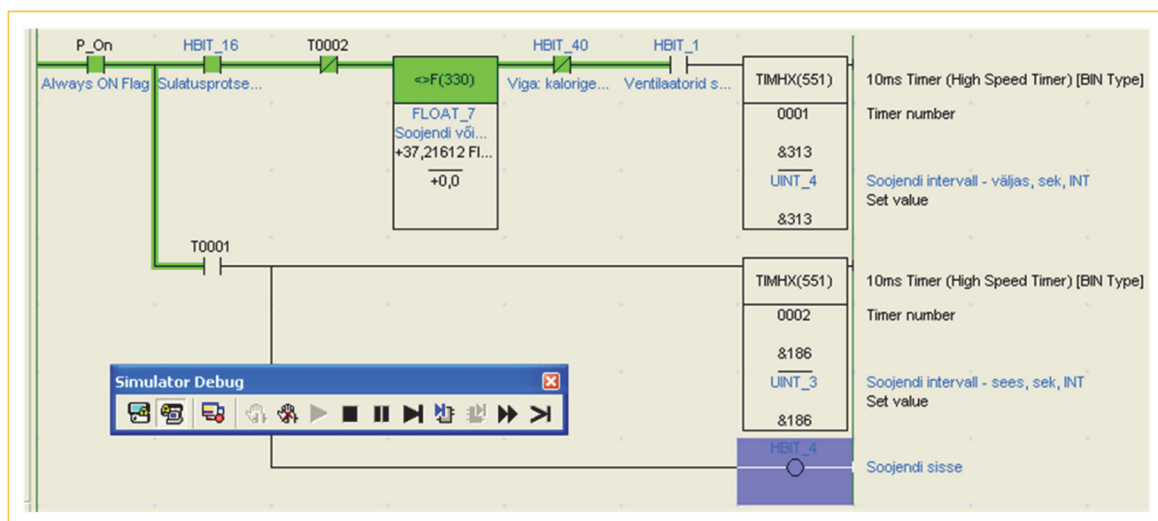 P_On HBIT_16 T0002 HBIT_40 HBIT_1
Always ON Flag Sulatusprotse... <>F(330) Viga: kalorige... Ventilaatorid s... TIMHX(551) 10ms Timer (High Speed Timer) [BIN Type]
FLOAT_7 0001 Timer number
Soojendi või...
+37,21612 Fl... &313
+0,0 UINT_4 Soojendi intervall - väljas, sek, INT
Set value
&313
T0001
TIMHX(551) 10ms Timer (High Speed Timer) [BIN Type]
0002 Timer number
&186
Simulator Debug UINT_3 Soojendi intervall - sees, sek, INT
Set value
&186
HBIT_4
Soojendi sisse